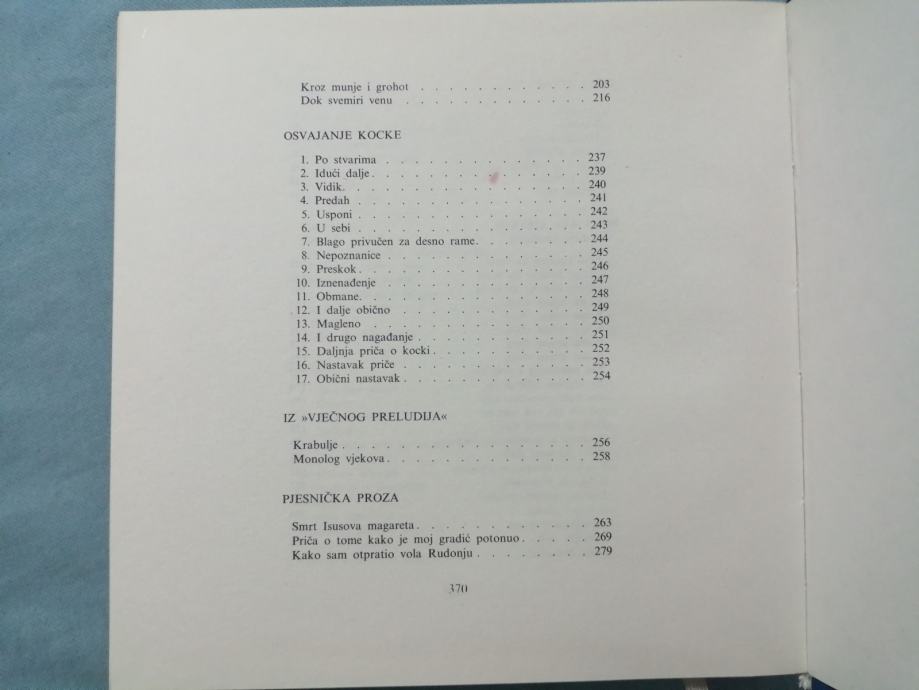 Kroz munje i grohot . . . . . . . . . . . . 203
Dok svemiri venu . . . . . . . . . . . . . 216
OSVAJANJE KOCKE
1. Po stvarima . . . . . . . . . . . . . . 237
2. Idući dalje . . . . . . . . . . . . . . 239
3. Vidik . . . . . . . . . . . . . . . . 240
4. Predah . . . . . . . . . . . . . . . 241
5. Usponi . . . . . . . . . . . . . . . 242
6. U sebi . . . . . . . . . . . . . . . 243
7. Blago privučen za desno rame . . . . . . . 244
8. Nepoznanice . . . . . . . . . . . . . 245
9. Preskok . . . . . . . . . . . . . . . 246
10. Iznenađenje . . . . . . . . . . . . . 247
11. Obmane . . . . . . . . . . . . . . . 248
12. I dalje obično . . . . . . . . . . . . . 249
13. Magleno . . . . . . . . . . . . . . 250
14. I drugo nagađanje . . . . . . . . . . . 251
15. Daljnja priča o kocki . . . . . . . . . . 252
16. Nastavak priče . . . . . . . . . . . . 253
17. Obični nastavak . . . . . . . . . . . . 254
IZ »VJEČNOG PRELUDIJA«
Krabulje . . . . . . . . . . . . . . . . 256
Monolog vjekova . . . . . . . . . . . . . 258
PJESNIČKA PROZA
Smrt Isusova magareta . . . . . . . . . . . 263
Priča o tome kako je moj gradić potonuo . . . . . 269
Kako sam otpratio vola Rudonju . . . . . . . . 279
370